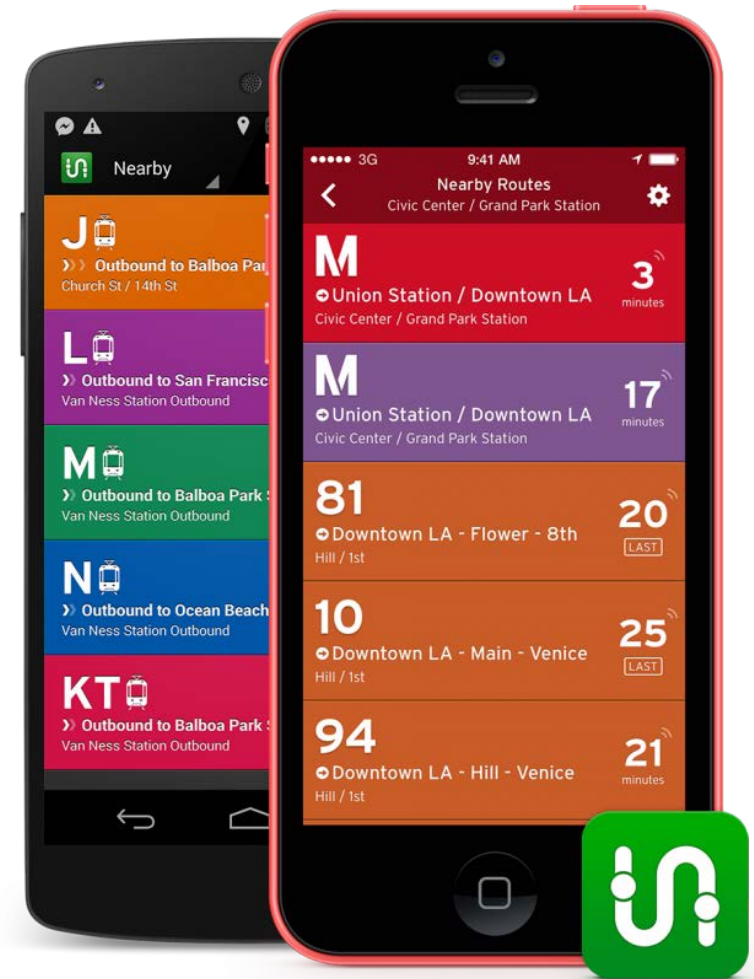 Nearby
J
Outbound to Balboa Pa
Church St / 14th St
L
Outbound to San Francisc
Van Ness Station Outbound
M
Outbound to Balboa Park S
Van Ness Station Outbound
N
Outbound to Ocean Beach
Van Ness Station Outbound
KT
Outbound to Balboa Park S
Van Ness Station Outbound
3G
9:41 AM
Nearby Routes
Civic Center / Grand Park Station
M
3
Union Station / Downtown LA
minutes
Civic Center / Grand Park Station
M
17
Union Station / Downtown LA
minutes
Civic Center / Grand Park Station
81
20
Downtown LA - Flower - 8th
LAST
Hill / 1st
10
25
Downtown LA - Main - Venice
LAST
Hill / 1st
94
21
Downtown LA - Hill - Venice
minutes
Hill / 1st